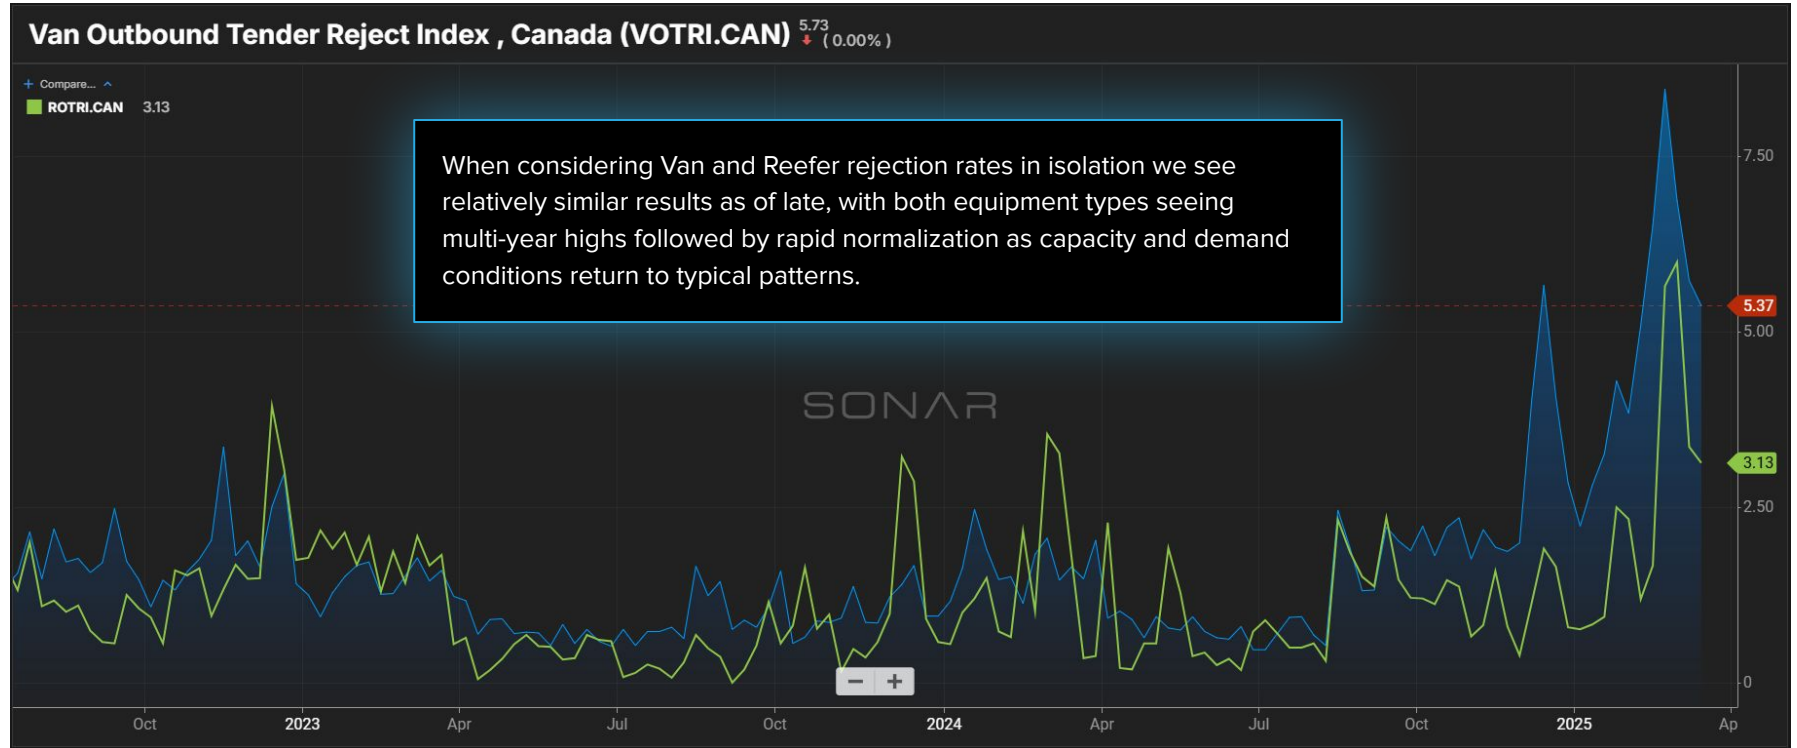 Van Outbound Tender Reject Index , Canada (VOTRI.CAN) 5.73 (0.00%)
+ Compare...
ROTRI.CAN 3.13
When considering Van and Reefer rejection rates in isolation we see
relatively similar results as of late, with both equipment types seeing
multi-year highs followed by rapid normalization as capacity and demand
conditions return to typical patterns.
SONAR
7.50
5.37
5.00
3.13
2.50
0
− +
Oct 2023 Apr Jul Oct 2024 Apr Jul Oct 2025 Ap